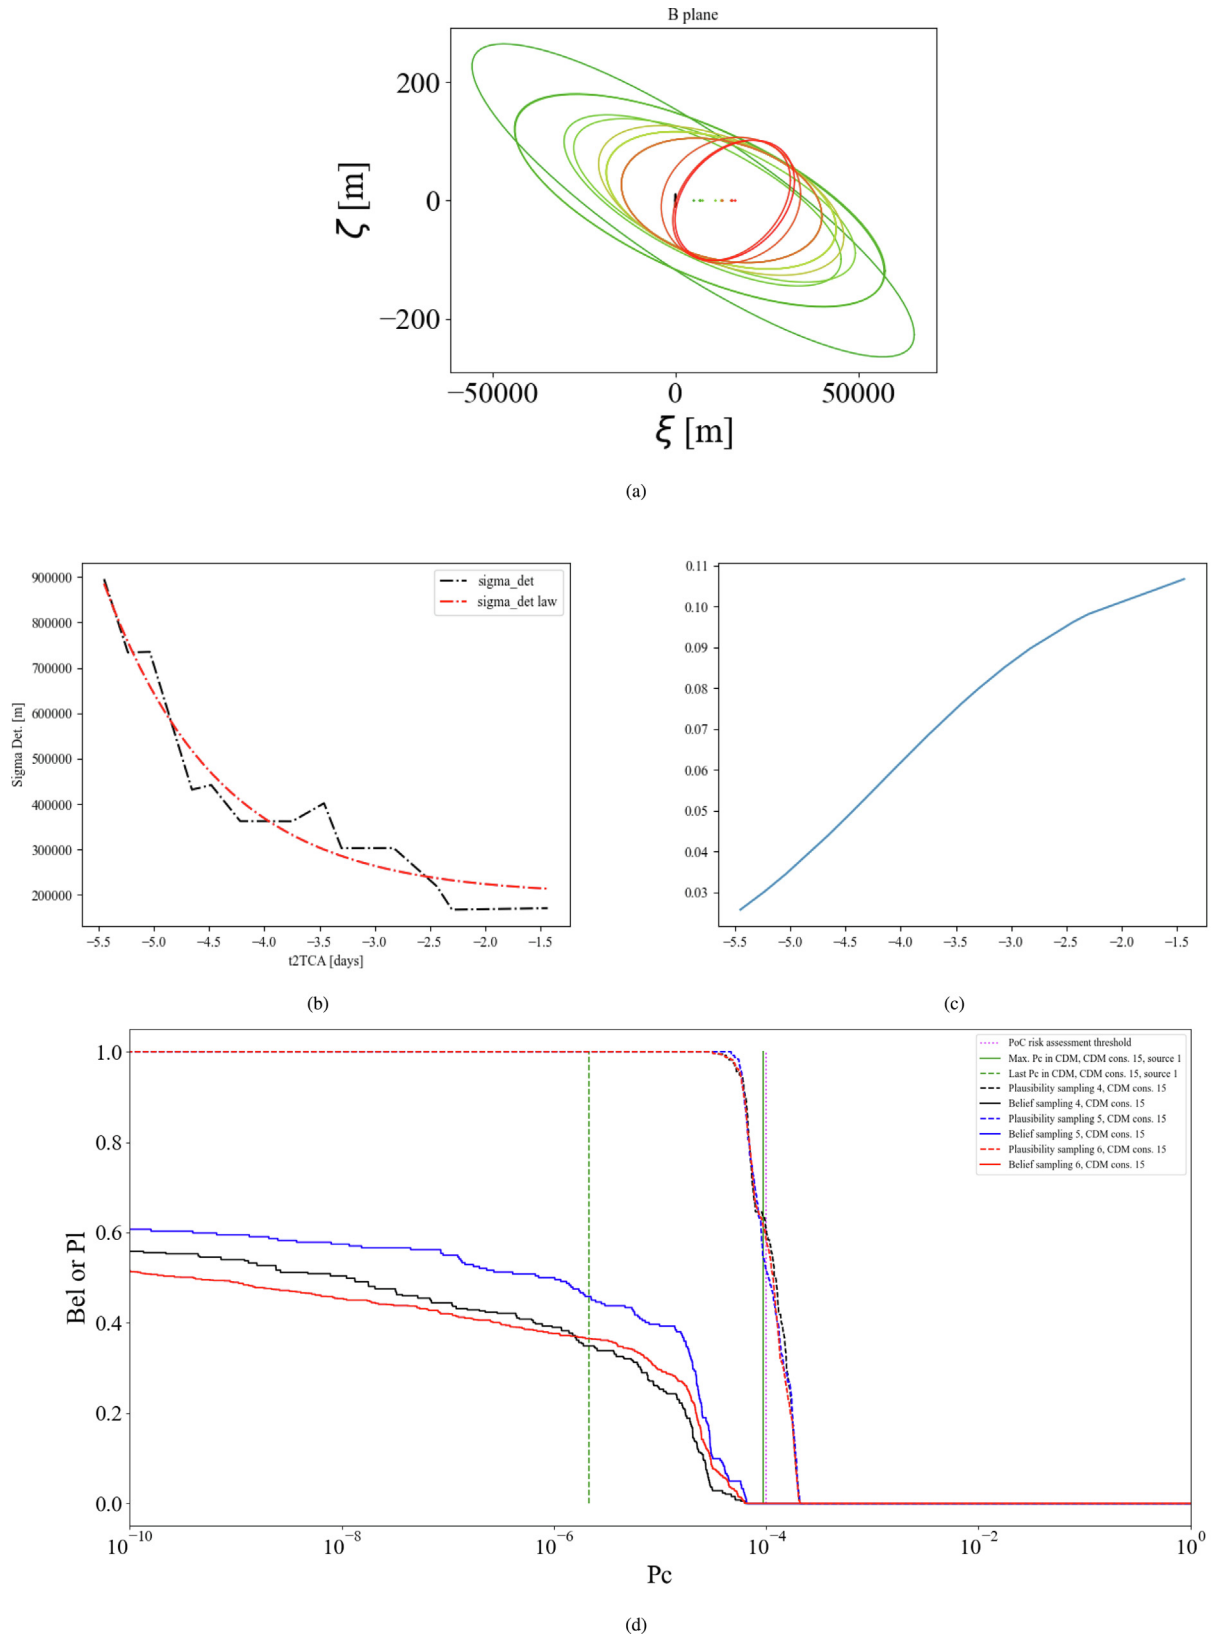 B plane
200
0
−200
ζ [m]
−50000
0
50000
ξ [m]
(a)
900000
800000
700000
600000
500000
400000
300000
200000
Sigma Det. [m]
sigma_det
sigma_det law
−5.5
−5.0
−4.5
−4.0
−3.5
−3.0
−2.5
−2.0
−1.5
t2TCA [days]
(b)
0.11
0.10
0.09
0.08
0.07
0.06
0.05
0.04
0.03
−5.5
−5.0
−4.5
−4.0
−3.5
−3.0
−2.5
−2.0
−1.5
(c)
1.0
0.8
0.6
0.4
0.2
0.0
Bel or Pl
PoC risk assessment threshold
Max. Pc in CDM, CDM cons. 15, source 1
Last Pc in CDM, CDM cons. 15, source 1
Plausibility sampling 4, CDM cons. 15
Belief sampling 4, CDM cons. 15
Plausibility sampling 5, CDM cons. 15
Belief sampling 5, CDM cons. 15
Plausibility sampling 6, CDM cons. 15
Belief sampling 6, CDM cons. 15
10⁻¹⁰
10⁻⁸
10⁻⁶
10⁻⁴
10⁻²
10⁰
Pc
(d)